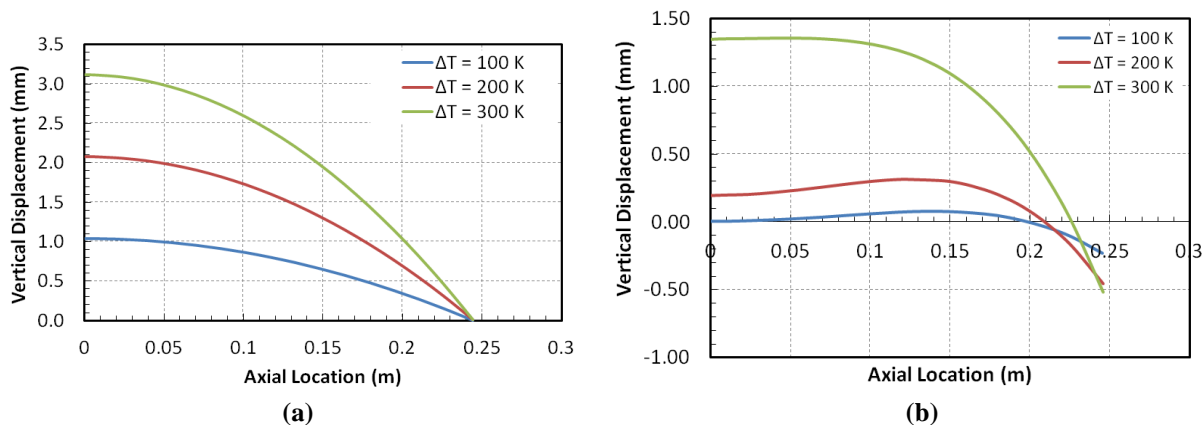 Vertical Displacement (mm)
3.5
3.0
2.5
2.0
1.5
1.0
0.5
0.0
ΔT = 100 K
ΔT = 200 K
ΔT = 300 K
0 0.05 0.1 0.15 0.2 0.25 0.3
Axial Location (m)
(a)
Vertical Displacement (mm)
1.50
1.00
0.50
0.00
-0.50
-1.00
ΔT = 100 K
ΔT = 200 K
ΔT = 300 K
0 0.05 0.1 0.15 0.2 0.25 0.3
Axial Location (m)
(b)